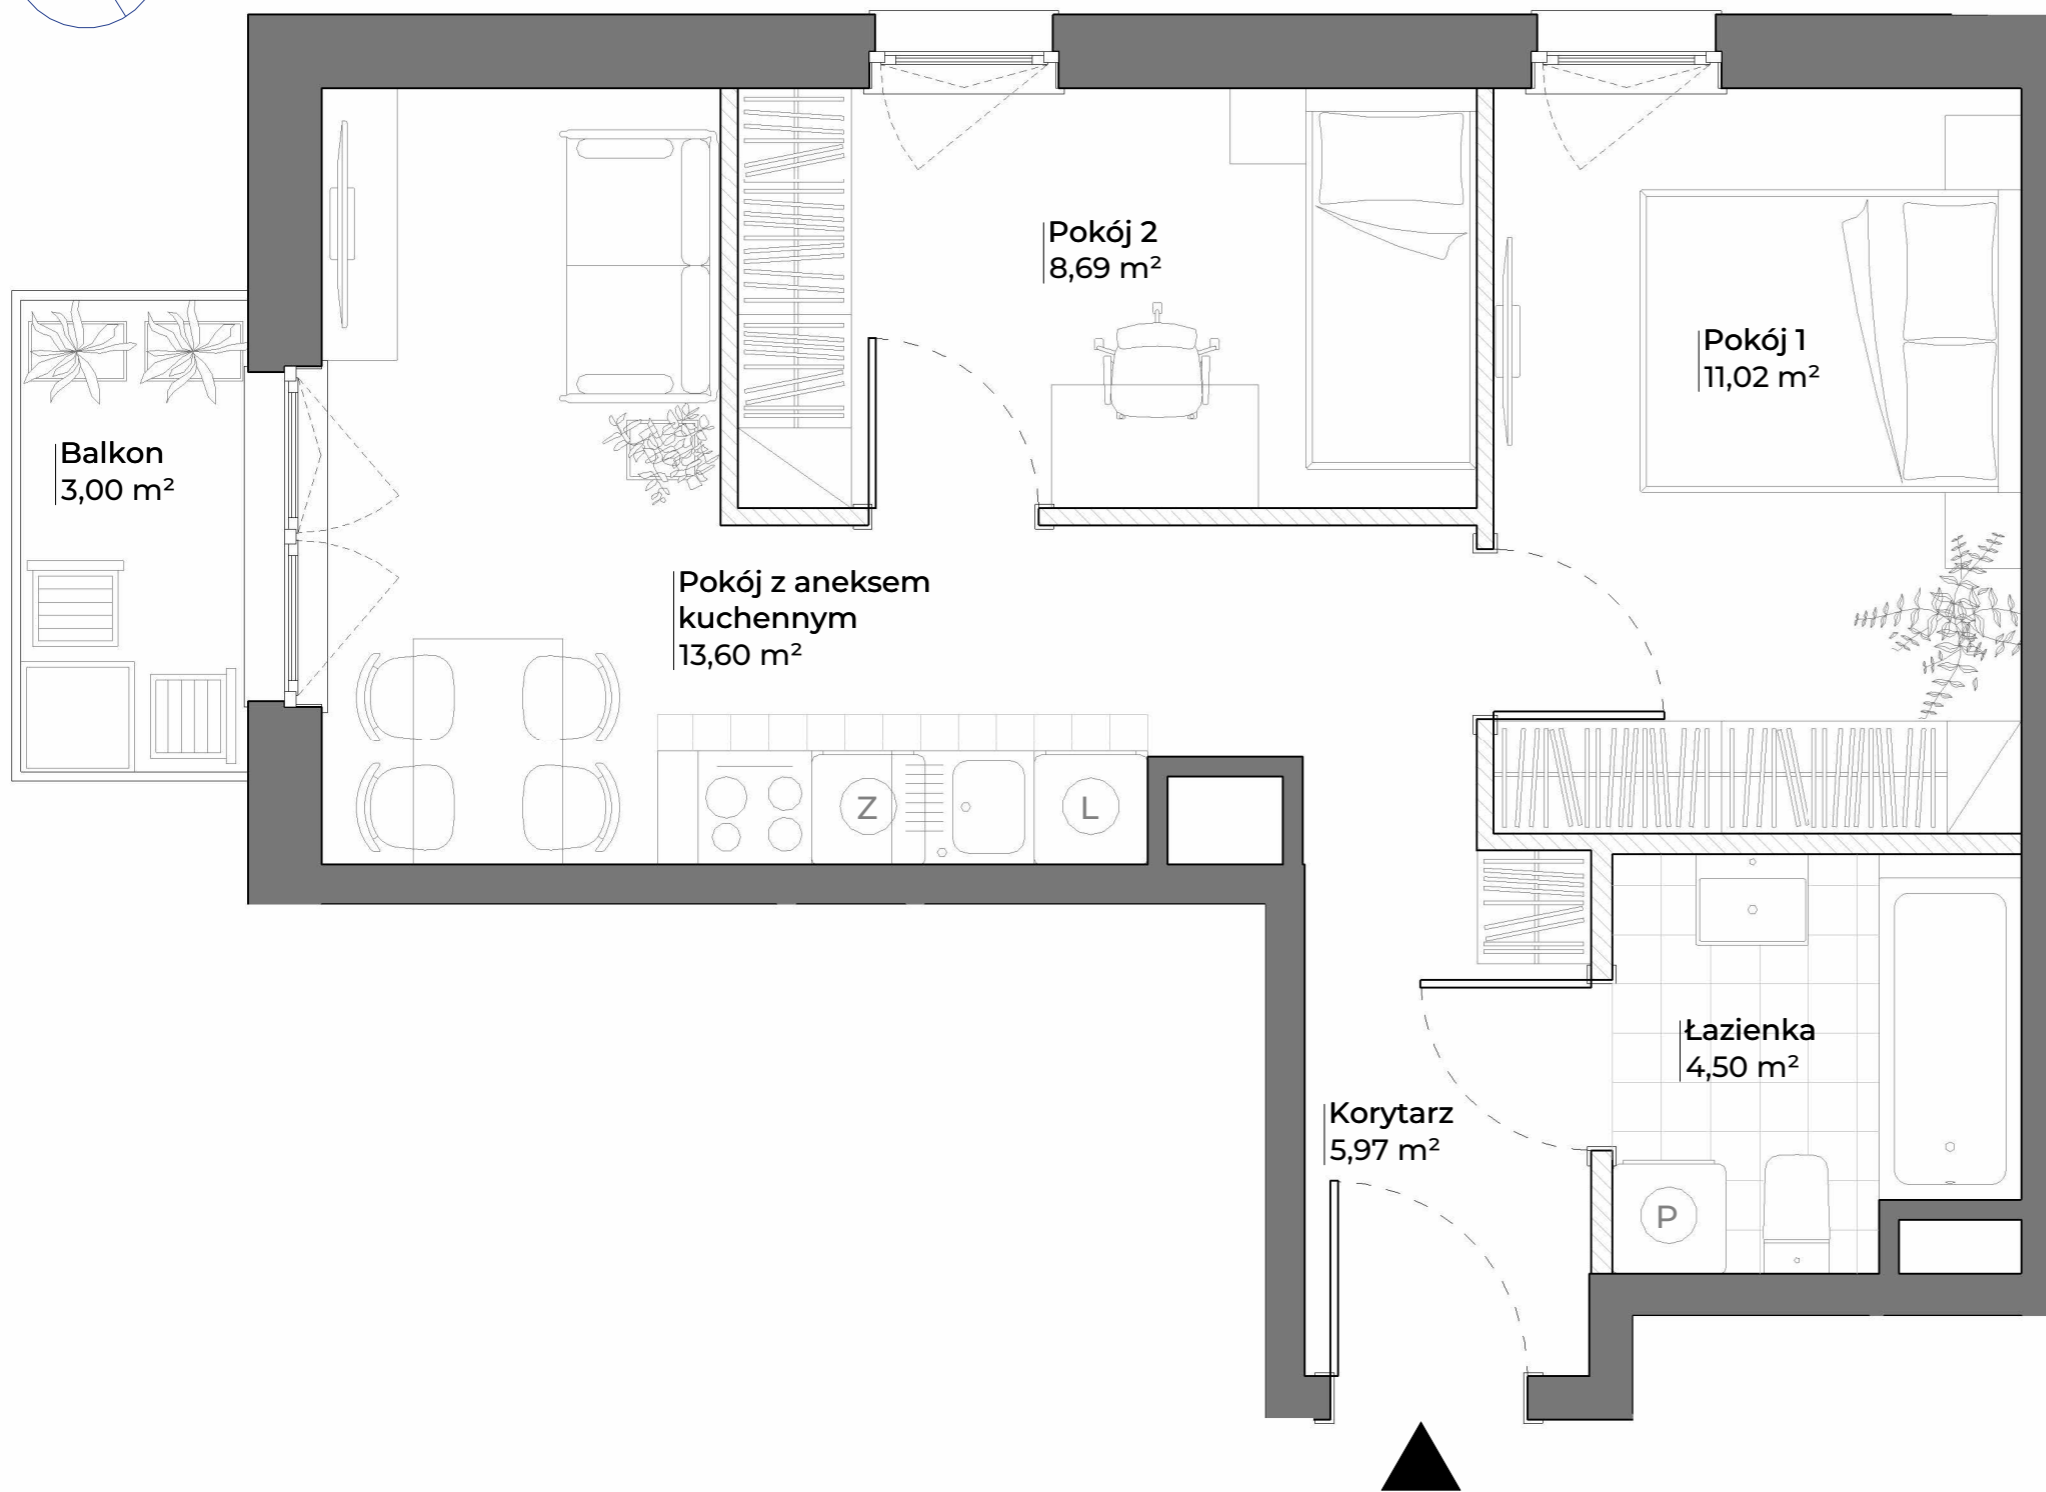 Pokój 2
8,69 m²
Pokój 1
11,02 m²
Balkon
3,00 m²
Pokój z aneksem
kuchennym
13,60 m²
Z
L
Łazienka
4,50 m²
Korytarz
5,97 m²
P